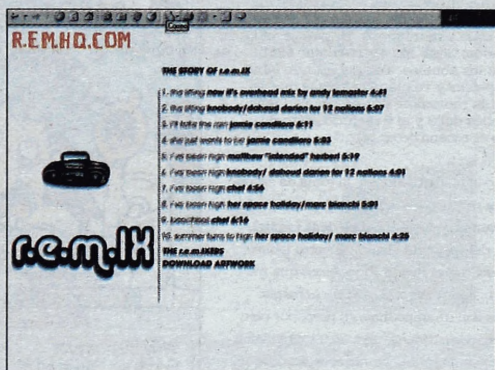 R.E.M.HQ.COM
THE STORY OF r.e.m.IX
1. the lifting now it's overhead mix by andy lemaster 4:41
2. the lifting knobody/dahoud darien for 12 nations 5:07
3. i'll take the rain jamie candiloro 6:11
4. she just wants to be jamie candiloro 5:03
5. i've been high matthew "intended" herbert 5:19
6. i've been high knobody/ dahoud darien for 12 nations 4:01
7. i've been high chef 4:56
8. i've been high her space holiday/marc bianchi 5:01
9. beachball chef 6:16
10. summer turns to high her space holiday/ marc bianchi 4:25
THE r.e.m.IXERS
DOWNLOAD ARTWORK
r.e.m.IX